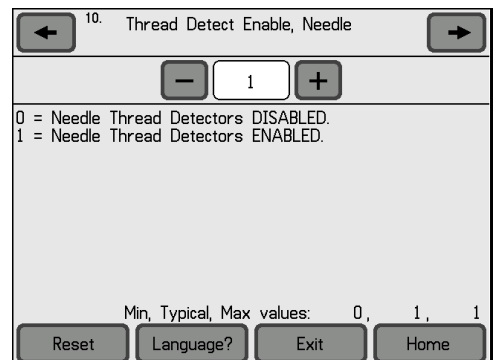 10. Thread Detect Enable, Needle
− 1 +
0 = Needle Thread Detectors DISABLED.
1 = Needle Thread Detectors ENABLED.
Min, Typical, Max values: 0, 1, 1
Reset Language? Exit Home